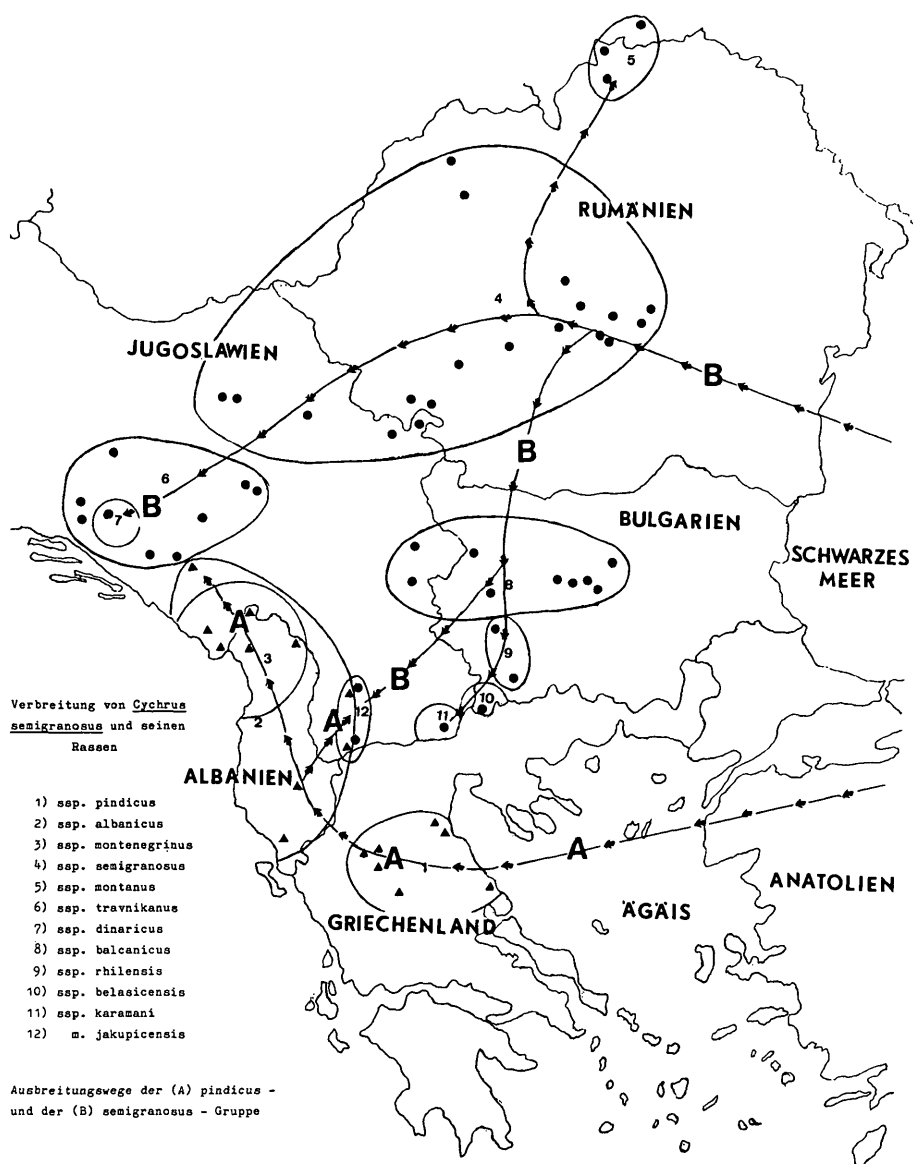 5
RUMÄNIEN
4
JUGOSLAWIEN
B
B
6
B
7
BULGARIEN
SCHWARZES
MEER
8
A
9
3
B
10
Verbreitung von Cychrus
semigranosus und seinen
Rassen
2
12
A
11
ALBANIEN
1) ssp. pindicus
2) ssp. albanicus
3) ssp. montenegrinus
4) ssp. semigranosus
5) ssp. montanus
6) ssp. travnikanus
7) ssp. dinaricus
8) ssp. balcanicus
9) ssp. rhilensis
10) ssp. belasicensis
11) ssp. karamani
12) m. jakupicensis
A
A
1
ANATOLIEN
GRIECHENLAND
ÄGÄIS
Ausbreitungswege der (A) pindicus -
und der (B) semigranosus - Gruppe